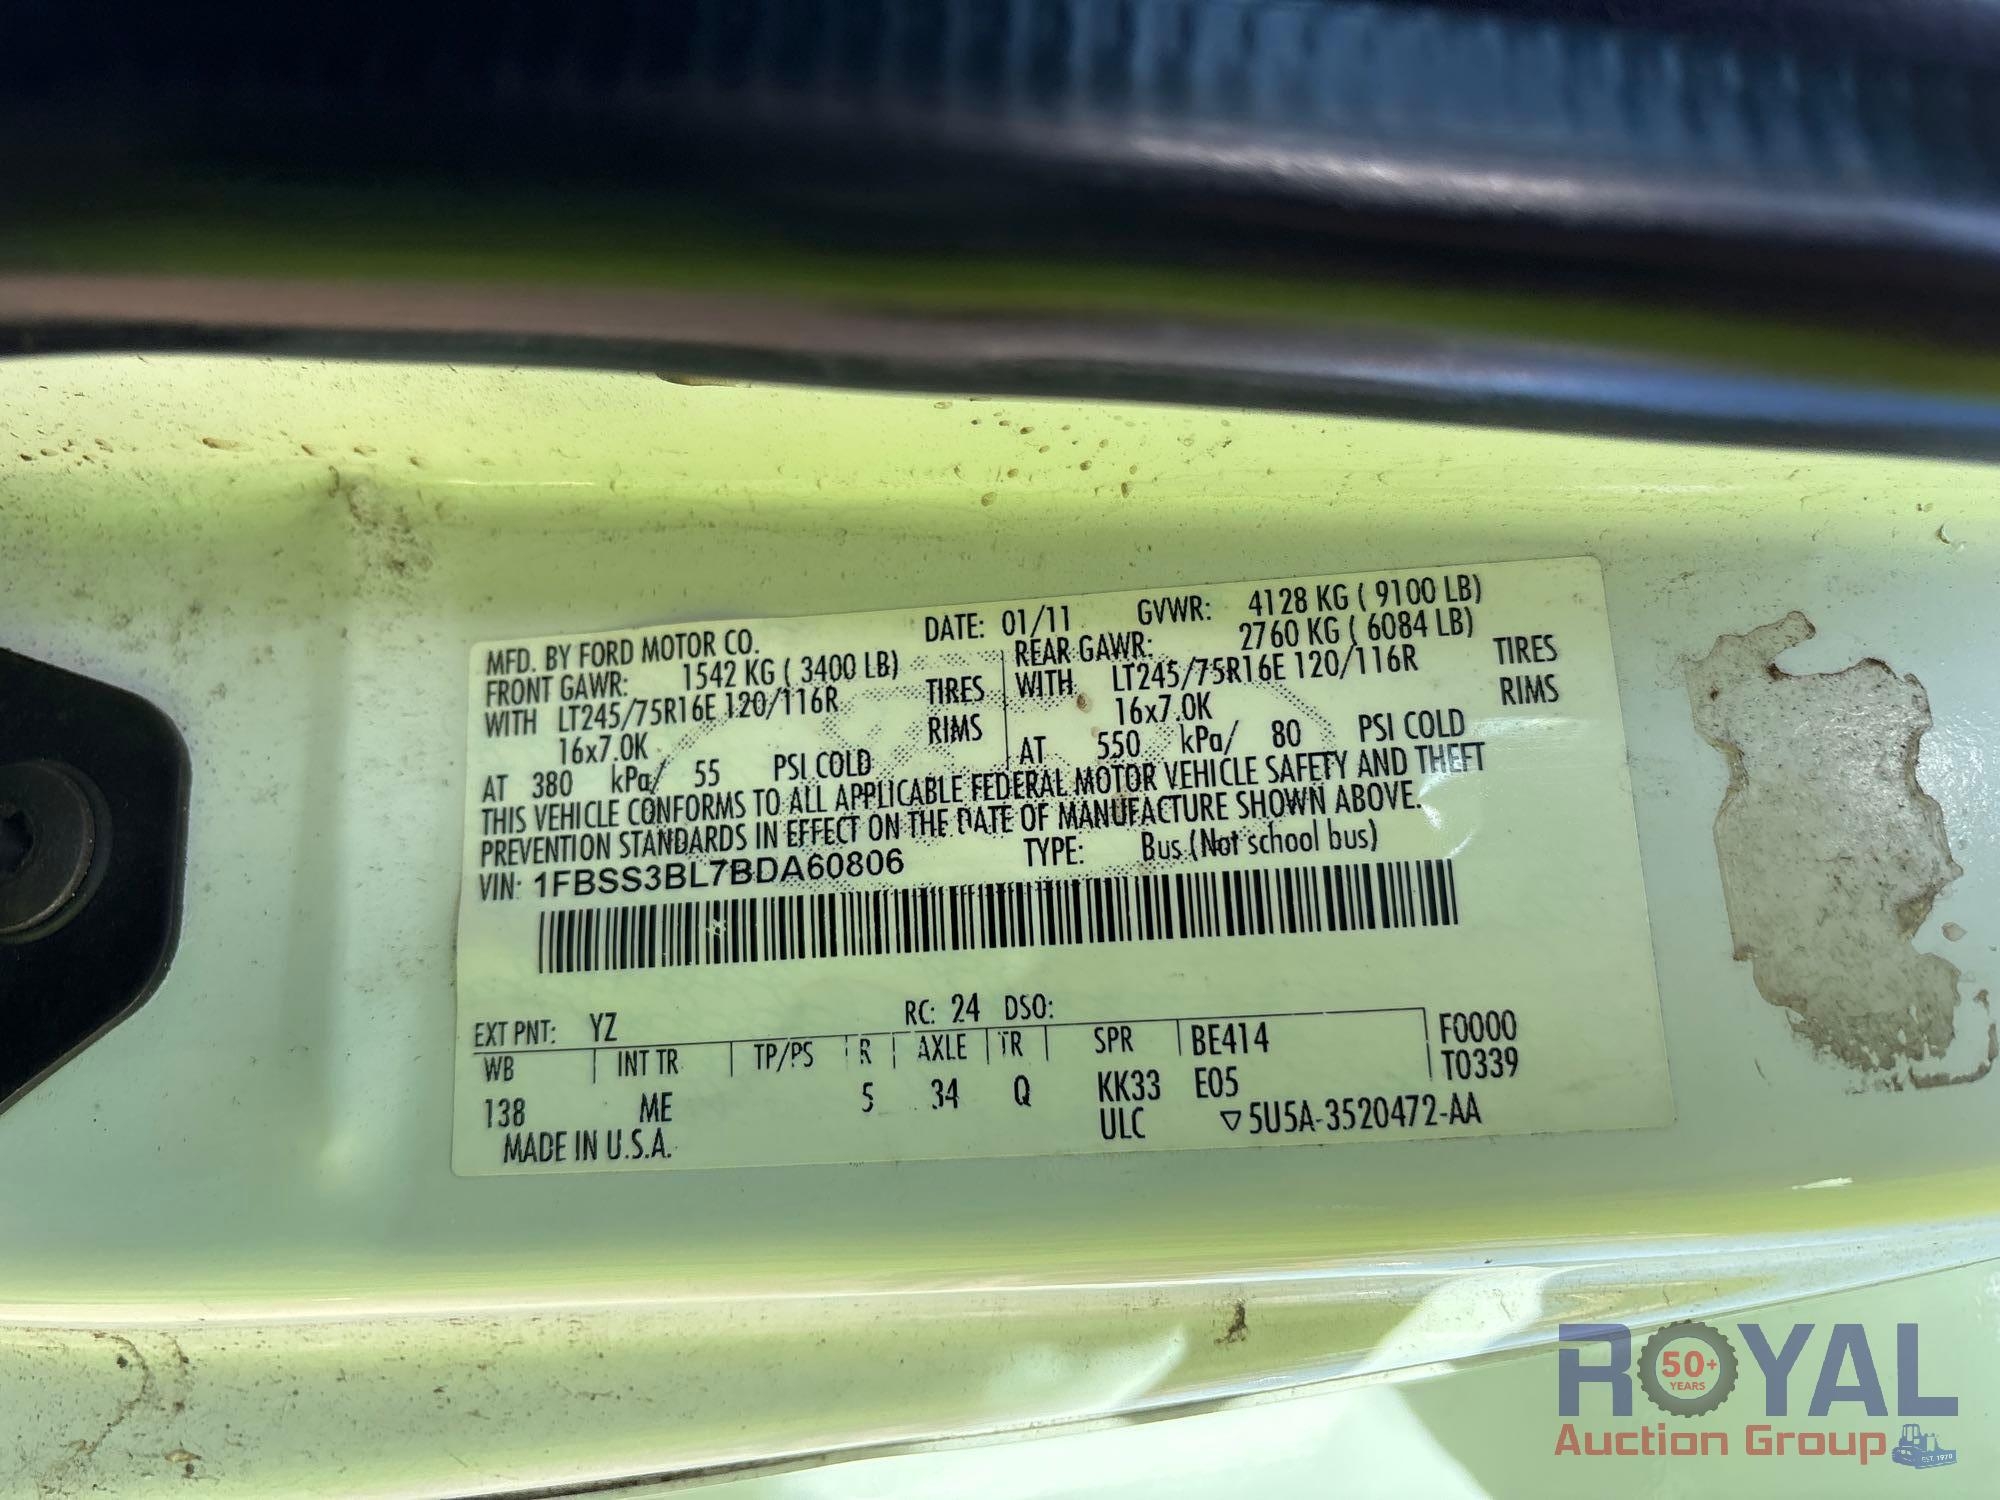 MFD. BY FORD MOTOR CO. DATE: 01/11 GVWR: 4128 KG ( 9100 LB)
FRONT GAWR: 1542 KG ( 3400 LB) REAR GAWR: 2760 KG ( 6084 LB)
WITH LT245/75R16E 120/116R TIRES WITH LT245/75R16E 120/116R TIRES
16x7.0K RIMS 16x7.0K RIMS
AT 380 kPa/ 55 PSI COLD AT 550 kPa/ 80 PSI COLD
THIS VEHICLE CONFORMS TO ALL APPLICABLE FEDERAL MOTOR VEHICLE SAFETY AND THEFT
PREVENTION STANDARDS IN EFFECT ON THE DATE OF MANUFACTURE SHOWN ABOVE.
VIN: 1FBSS3BL7BDA60806 TYPE: Bus (Not school bus)
EXT PNT: YZ RC: 24 DSO:
WB INT TR TP/PS R AXLE TR SPR BE414 F0000
138 ME 5 34 Q KK33 E05 T0339
MADE IN U.S.A. ULC ▽5U5A-3520472-AA
ROYAL
50+
YEARS
Auction Group
EST. 1970